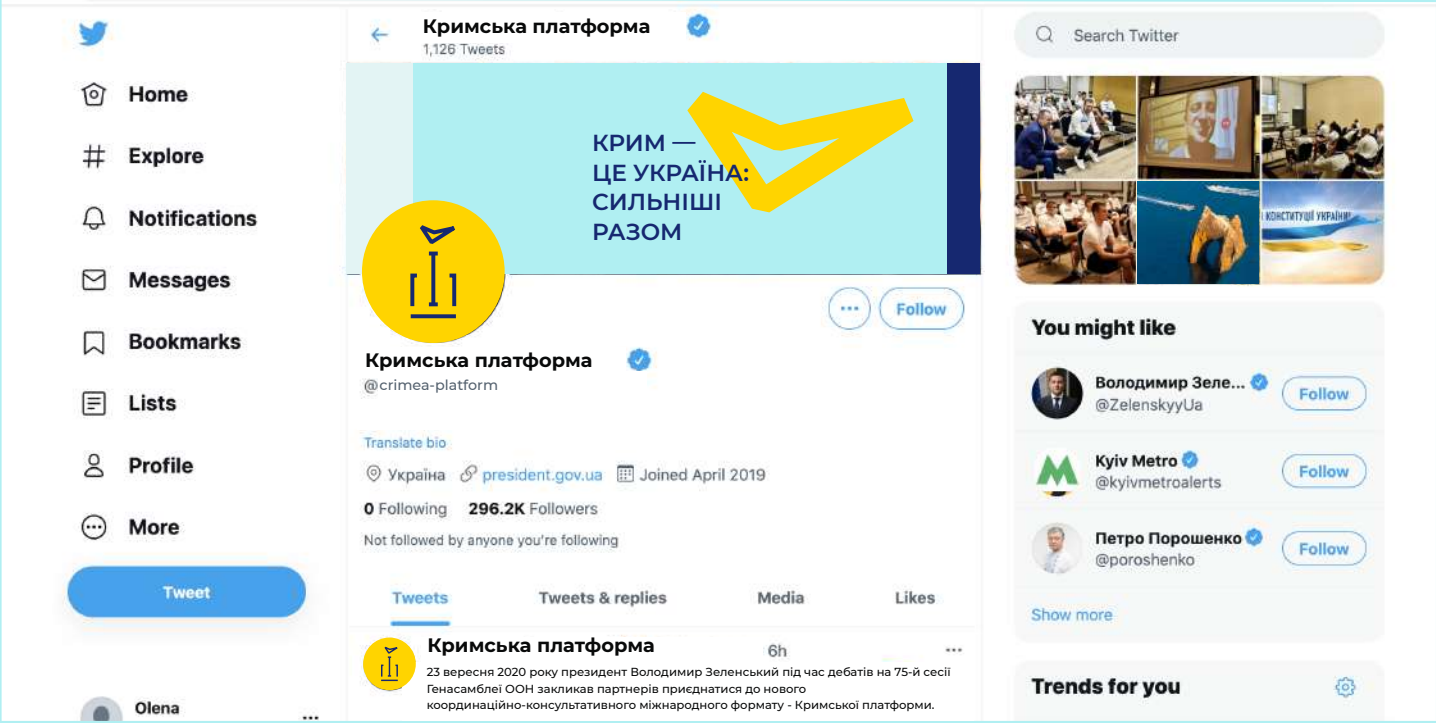 Home
Explore
Notifications
Messages
Bookmarks
Lists
Profile
More
Tweet
Olena
Кримська платформа
1,126 Tweets
КРИМ —
ЦЕ УКРАЇНА:
СИЛЬНІШІ
РАЗОМ
Follow
Кримська платформа
@crimea-platform
Translate bio
Україна president.gov.ua Joined April 2019
0 Following 296.2K Followers
Not followed by anyone you're following
Tweets Tweets & replies Media Likes
Кримська платформа 6h
23 вересня 2020 року президент Володимир Зеленський під час дебатів на 75-й сесії
Генасамблеї ООН закликав партнерів приєднатися до нового
координаційно-консультативного міжнародного формату - Кримської платформи.
Search Twitter
КОНСТИТУЦІЇ УКРАЇНИ!
You might like
Володимир Зеле...
@ZelenskyyUa
Follow
Kyiv Metro
@kyivmetroalerts
Follow
Петро Порошенко
@poroshenko
Follow
Show more
Trends for you